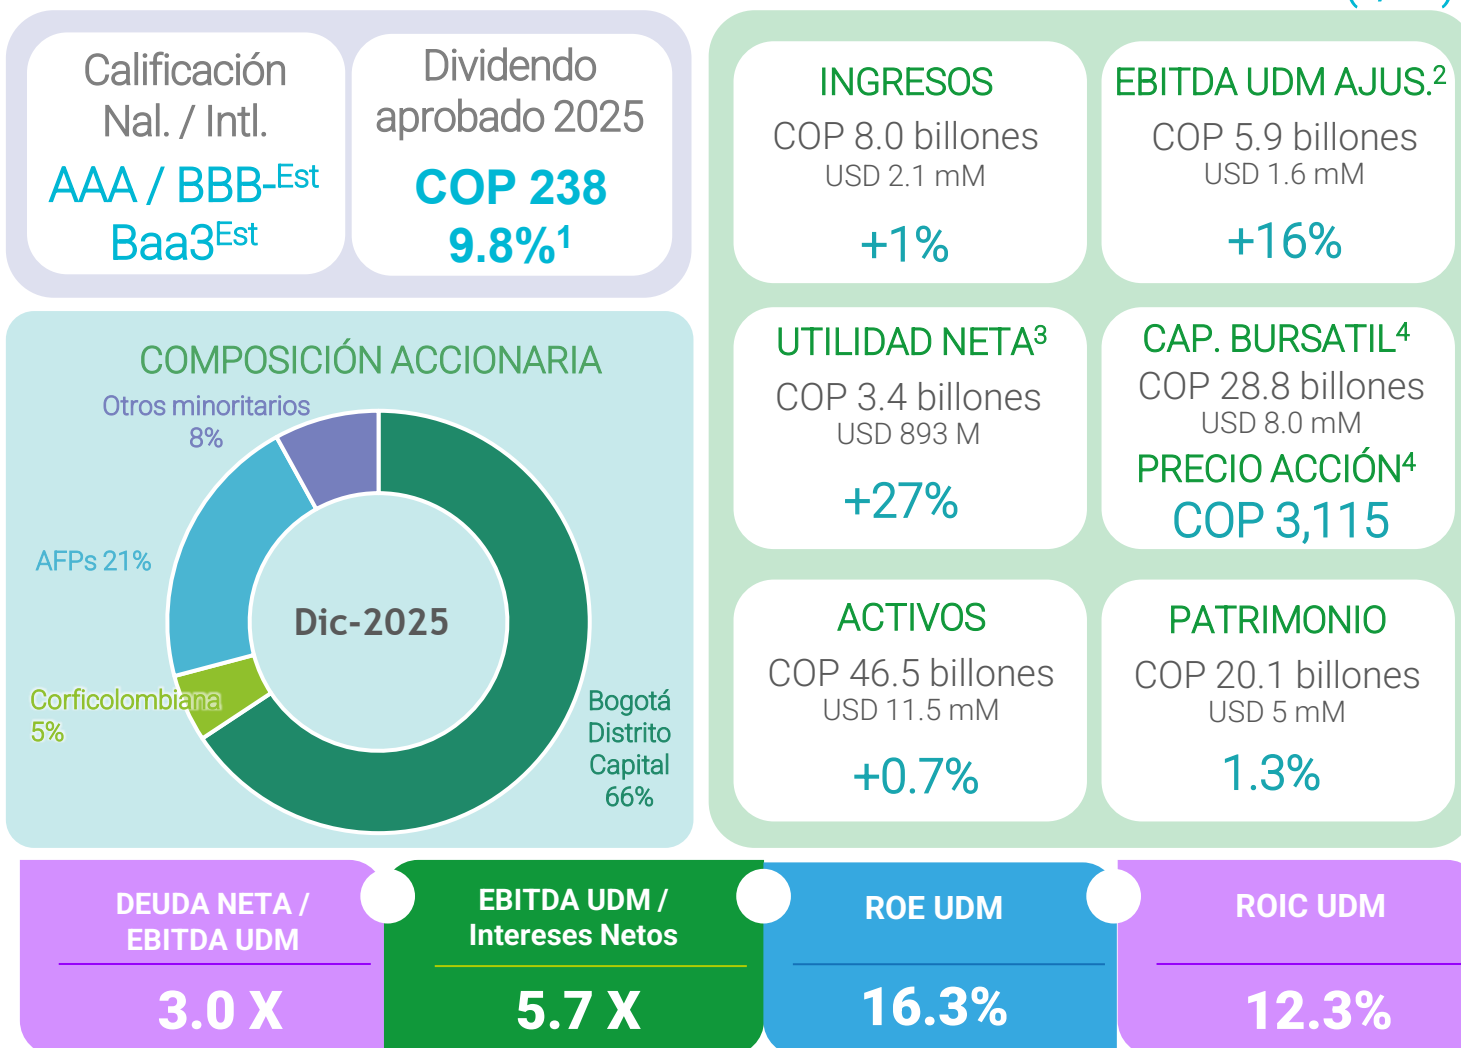 Calificación
Nal. / Intl.
AAA / BBB-Est
Baa3Est
Dividendo
aprobado 2025
COP 238
9.8%1
COMPOSICIÓN ACCIONARIA
Otros minoritarios
8%
AFPs 21%
Dic-2025
Corficolombiana
5%
Bogotá
Distrito
Capital
66%
INGRESOS
COP 8.0 billones
USD 2.1 mM
+1%
EBITDA UDM AJUS.2
COP 5.9 billones
USD 1.6 mM
+16%
UTILIDAD NETA3
COP 3.4 billones
USD 893 M
+27%
CAP. BURSATIL4
COP 28.8 billones
USD 8.0 mM
PRECIO ACCIÓN4
COP 3,115
ACTIVOS
COP 46.5 billones
USD 11.5 mM
+0.7%
PATRIMONIO
COP 20.1 billones
USD 5 mM
1.3%
DEUDA NETA /
EBITDA UDM
3.0 X
EBITDA UDM /
Intereses Netos
5.7 X
ROE UDM
16.3%
ROIC UDM
12.3%